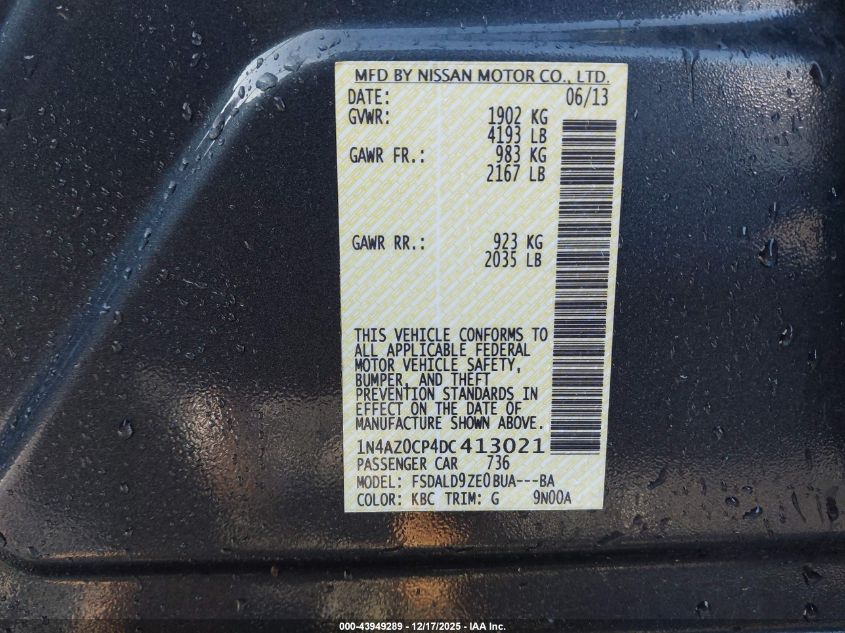 MFD BY NISSAN MOTOR CO., LTD.
DATE: 06/13
GVWR: 1902 KG
4193 LB
GAWR FR.: 983 KG
2167 LB
GAWR RR.: 923 KG
2035 LB
THIS VEHICLE CONFORMS TO
ALL APPLICABLE FEDERAL
MOTOR VEHICLE SAFETY,
BUMPER, AND THEFT
PREVENTION STANDARDS IN
EFFECT ON THE DATE OF
MANUFACTURE SHOWN ABOVE.
1N4AZ0CP4DC413021
PASSENGER CAR 736
MODEL: FSDALD9ZE0BUA---BA
COLOR: KBC TRIM: G 9N00A
000-43949289 - 12/17/2025 - IAA Inc.